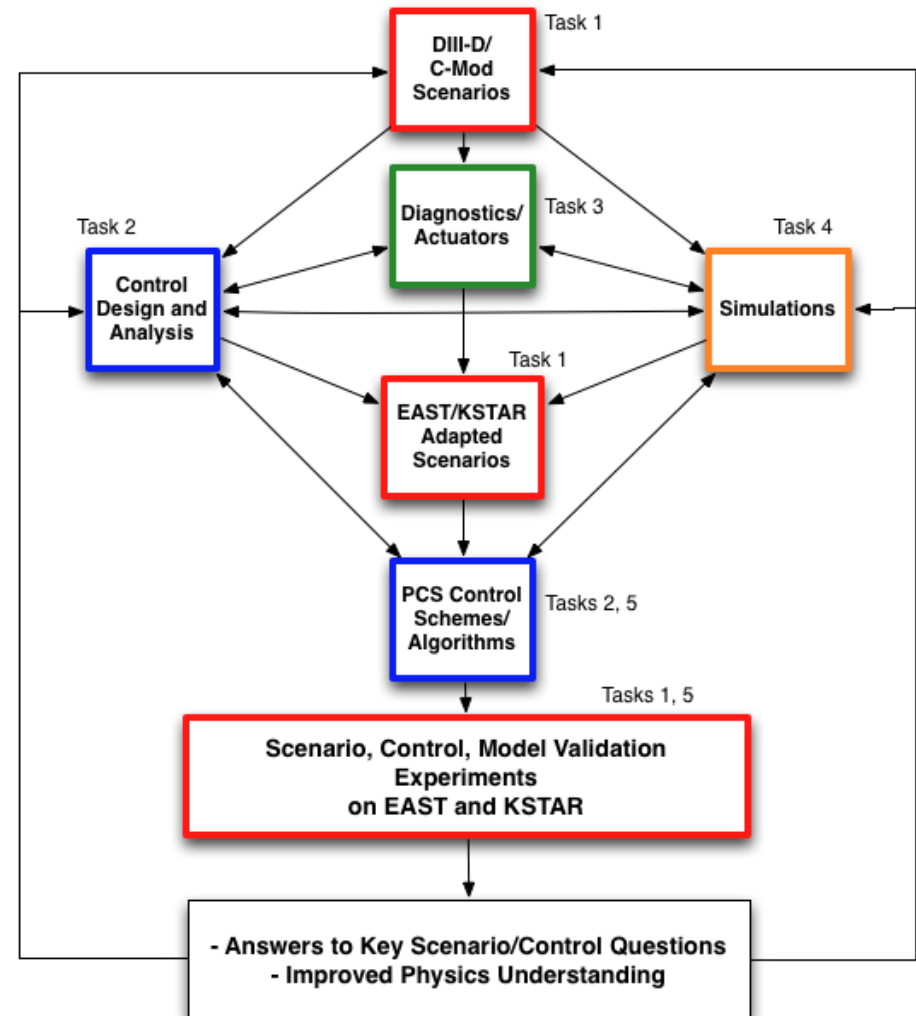 Task 1
DIII-D/
C-Mod
Scenarios
Diagnostics/
Actuators
Task 3
Task 2
Control
Design and
Analysis
Task 4
Simulations
Task 1
EAST/KSTAR
Adapted
Scenarios
PCS Control
Schemes/
Algorithms
Tasks 2, 5
Tasks 1, 5
Scenario, Control, Model Validation
Experiments
on EAST and KSTAR
- Answers to Key Scenario/Control Questions
- Improved Physics Understanding